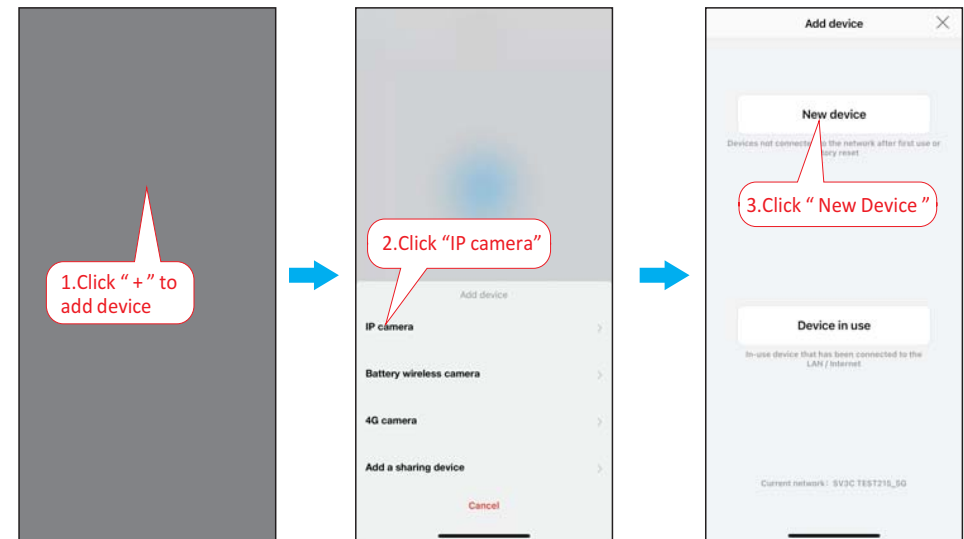 1.Click “ + ” to
add device
2.Click “IP camera”
Add device
IP camera
Battery wireless camera
4G camera
Add a sharing device
Cancel
Add device
New device
Devices not connected to the network after first use or
reset
3.Click “ New Device ”
Device in use
In-use device that has been connected to the
LAN / Internet
Current network: SV3C TEST215_5G